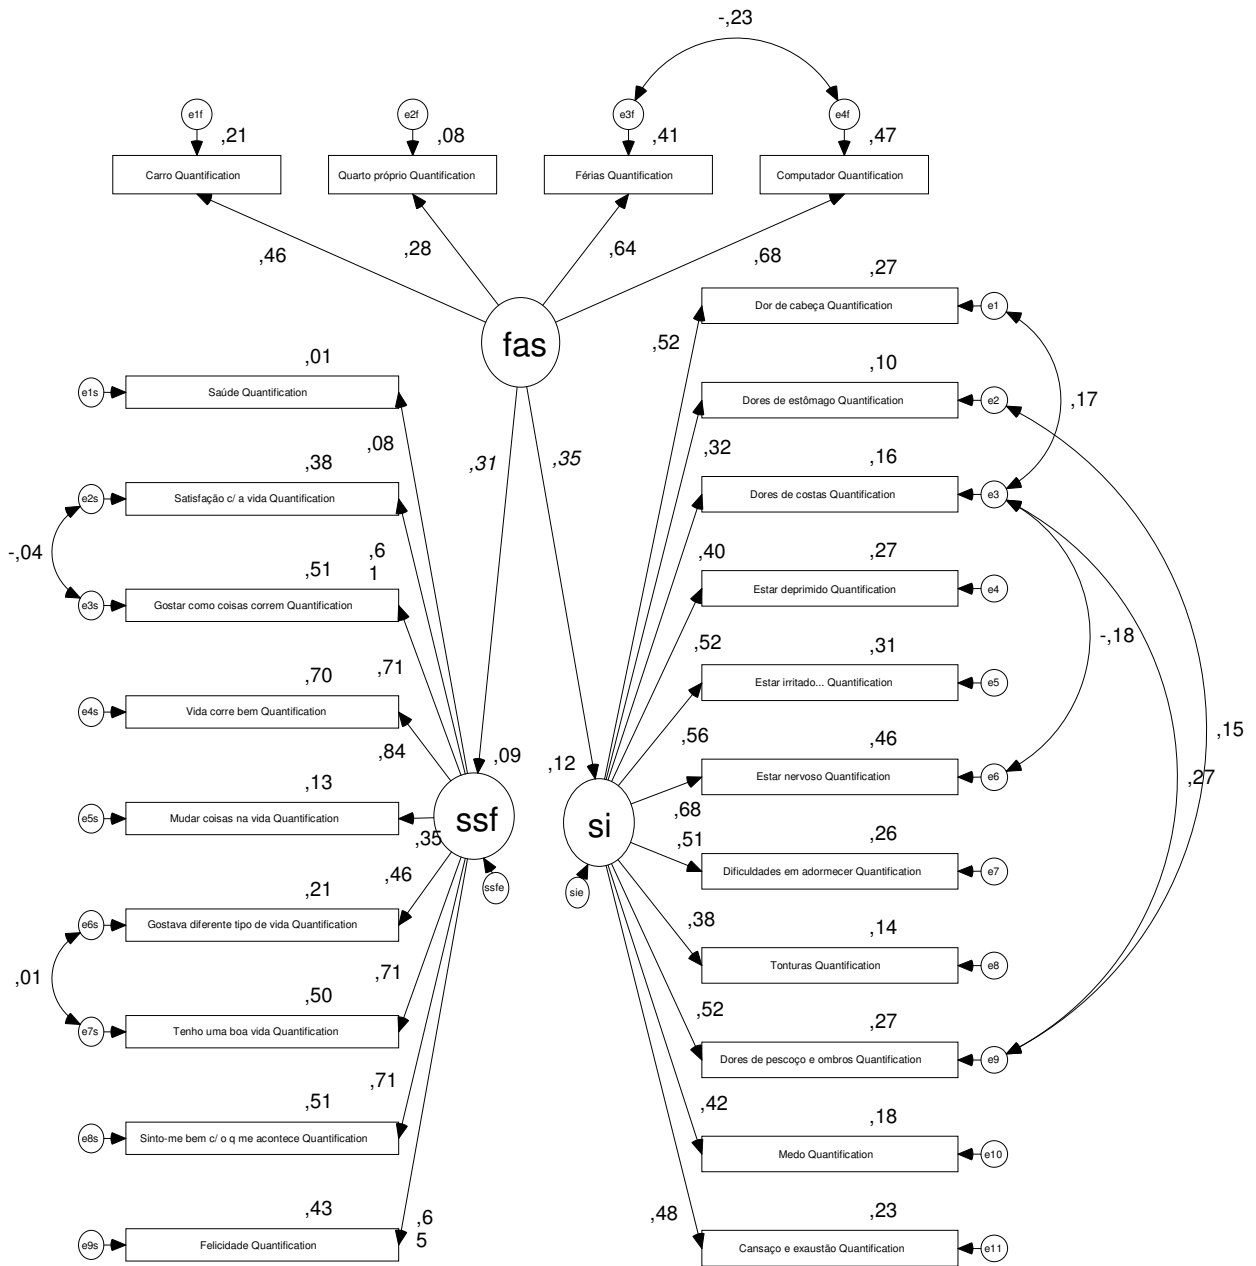 -,23
e1f
e2f
e3f
e4f
,21
,08
,41
,47
Carro Quantification
Quarto próprio Quantification
Férias Quantification
Computador Quantification
,46
,28
,64
,68
fas
,31
,35
,01
e1s
Saúde Quantification
,08
,38
e2s
Satisfação c/ a vida Quantification
-,04
,6
1
,51
e3s
Gostar como coisas correm Quantification
,71
,70
e4s
Vida corre bem Quantification
,84
,13
e5s
Mudar coisas na vida Quantification
,35
,09
ssf
ssfe
,46
,21
e6s
Gostava diferente tipo de vida Quantification
,01
,71
,50
e7s
Tenho uma boa vida Quantification
,71
,51
e8s
Sinto-me bem c/ o q me acontece Quantification
,43
,6
5
e9s
Felicidade Quantification
,12
si
sie
,27
Dor de cabeça Quantification
e1
,52
,10
Dores de estômago Quantification
e2
,17
,32
,16
Dores de costas Quantification
e3
,40
,27
Estar deprimido Quantification
e4
-,18
,52
,31
Estar irritado... Quantification
e5
,56
,46
Estar nervoso Quantification
e6
,15
,27
,68
,51
,26
Dificuldades em adormecer Quantification
e7
,38
,14
Tonturas Quantification
e8
,52
,27
Dores de pescoço e ombros Quantification
e9
,42
,18
Medo Quantification
e10
,48
,23
Cansaço e exaustão Quantification
e11